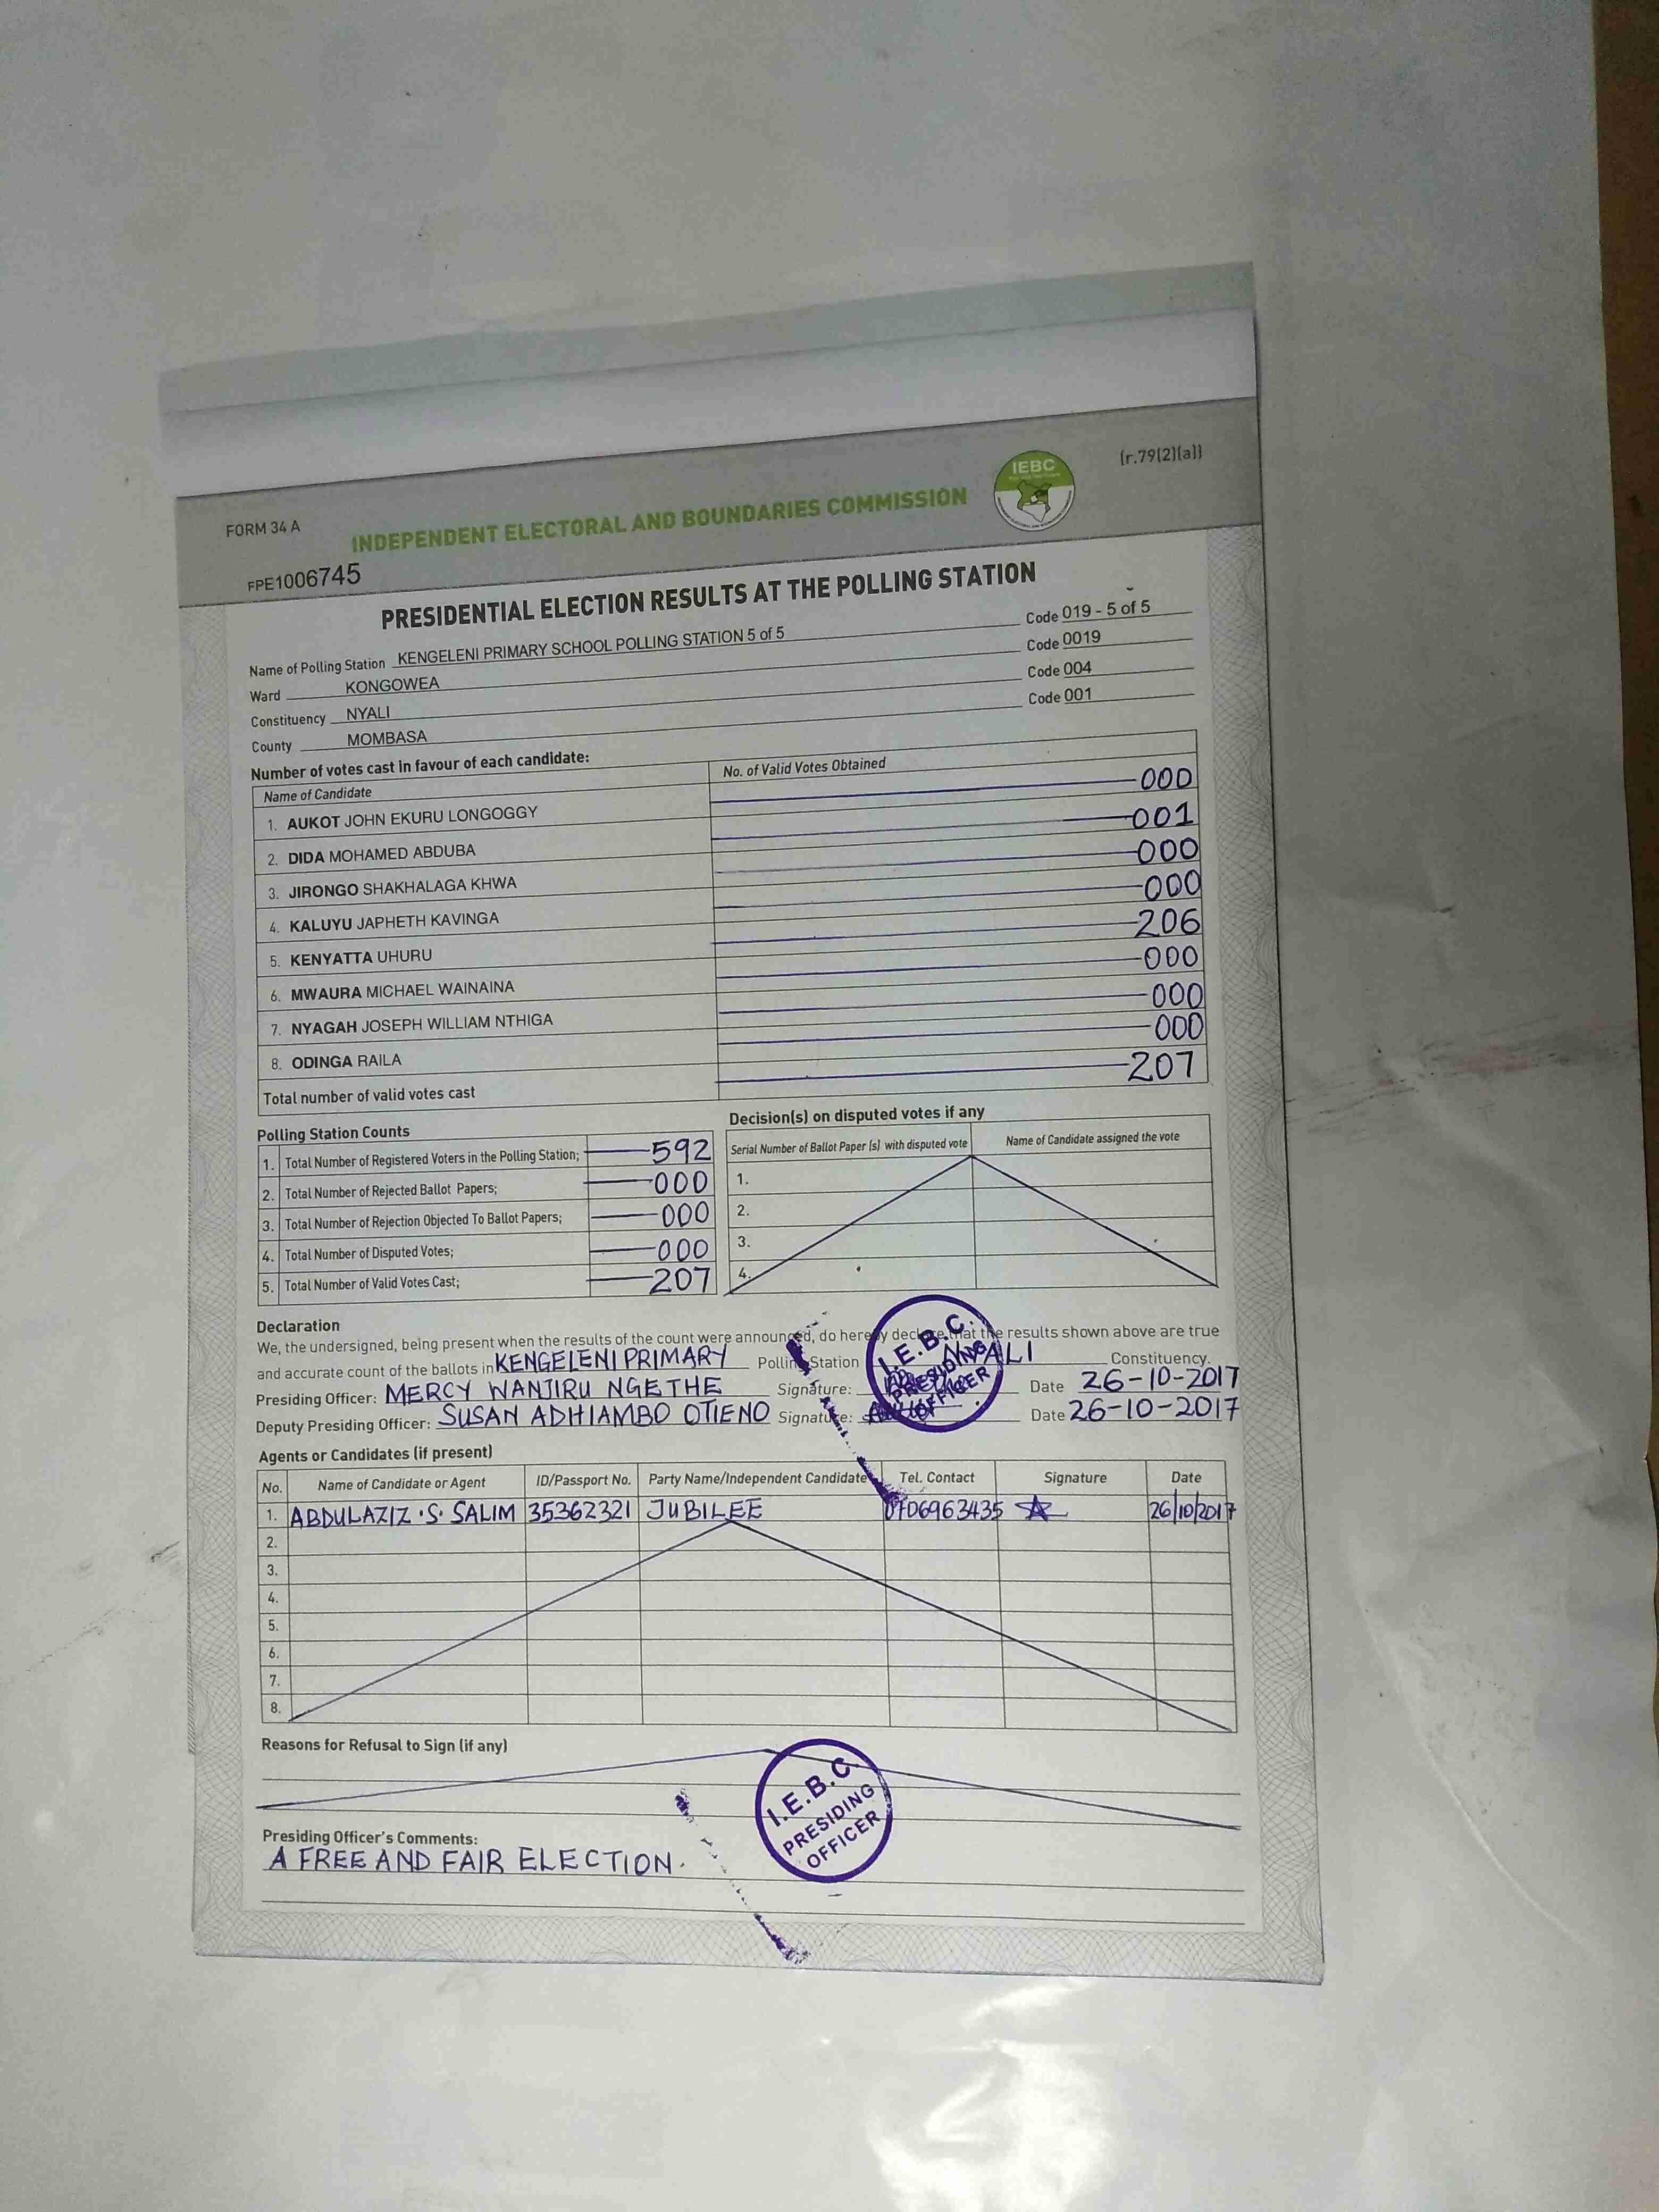 FORM 34 A
INDEPENDENT ELECTORAL AND BOUNDARIES COMMISSION
IEBC
(r.79(2)(a))
FPE1006745
PRESIDENTIAL ELECTION RESULTS AT THE POLLING STATION
Name of Polling Station KENGELENI PRIMARY SCHOOL POLLING STATION 5 of 5 Code 019 - 5 of 5
Ward KONGOWEA Code 0019
Constituency NYALI Code 004
County MOMBASA Code 001
Number of votes cast in favour of each candidate:
Name of Candidate No. of Valid Votes Obtained
1. AUKOT JOHN EKURU LONGOGGY 000
2. DIDA MOHAMED ABDUBA 001
3. JIRONGO SHAKHALAGA KHWA 000
4. KALUYU JAPHETH KAVINGA 000
5. KENYATTA UHURU 206
6. MWAURA MICHAEL WAINAINA 000
7. NYAGAH JOSEPH WILLIAM NTHIGA 000
8. ODINGA RAILA 000
Total number of valid votes cast 207
Polling Station Counts
1. Total Number of Registered Voters in the Polling Station; 592
2. Total Number of Rejected Ballot Papers; 000
3. Total Number of Rejection Objected To Ballot Papers; 000
4. Total Number of Disputed Votes; 000
5. Total Number of Valid Votes Cast; 207
Decision(s) on disputed votes if any
Serial Number of Ballot Paper (s) with disputed vote Name of Candidate assigned the vote
1.
2.
3.
4.
Declaration
We, the undersigned, being present when the results of the count were announced, do hereby declare that the results shown above are true
and accurate count of the ballots in KENGELENI PRIMARY Polling Station NYALI Constituency.
Presiding Officer: MERCY WANJIRU NGETHE Signature: Date 26-10-2017
Deputy Presiding Officer: SUSAN ADHIAMBO OTIENO Signature: Date 26-10-2017
I.E.B.C.
PRESIDING
OFFICER
Agents or Candidates (if present)
No. Name of Candidate or Agent ID/Passport No. Party Name/Independent Candidate Tel. Contact Signature Date
1. ABDULAZIZ .S. SALIM 35362321 JUBILEE 0706963435 26/10/2017
2.
3.
4.
5.
6.
7.
8.
Reasons for Refusal to Sign (if any)
I.E.B.C.
PRESIDING
OFFICER
Presiding Officer's Comments:
A FREE AND FAIR ELECTION.